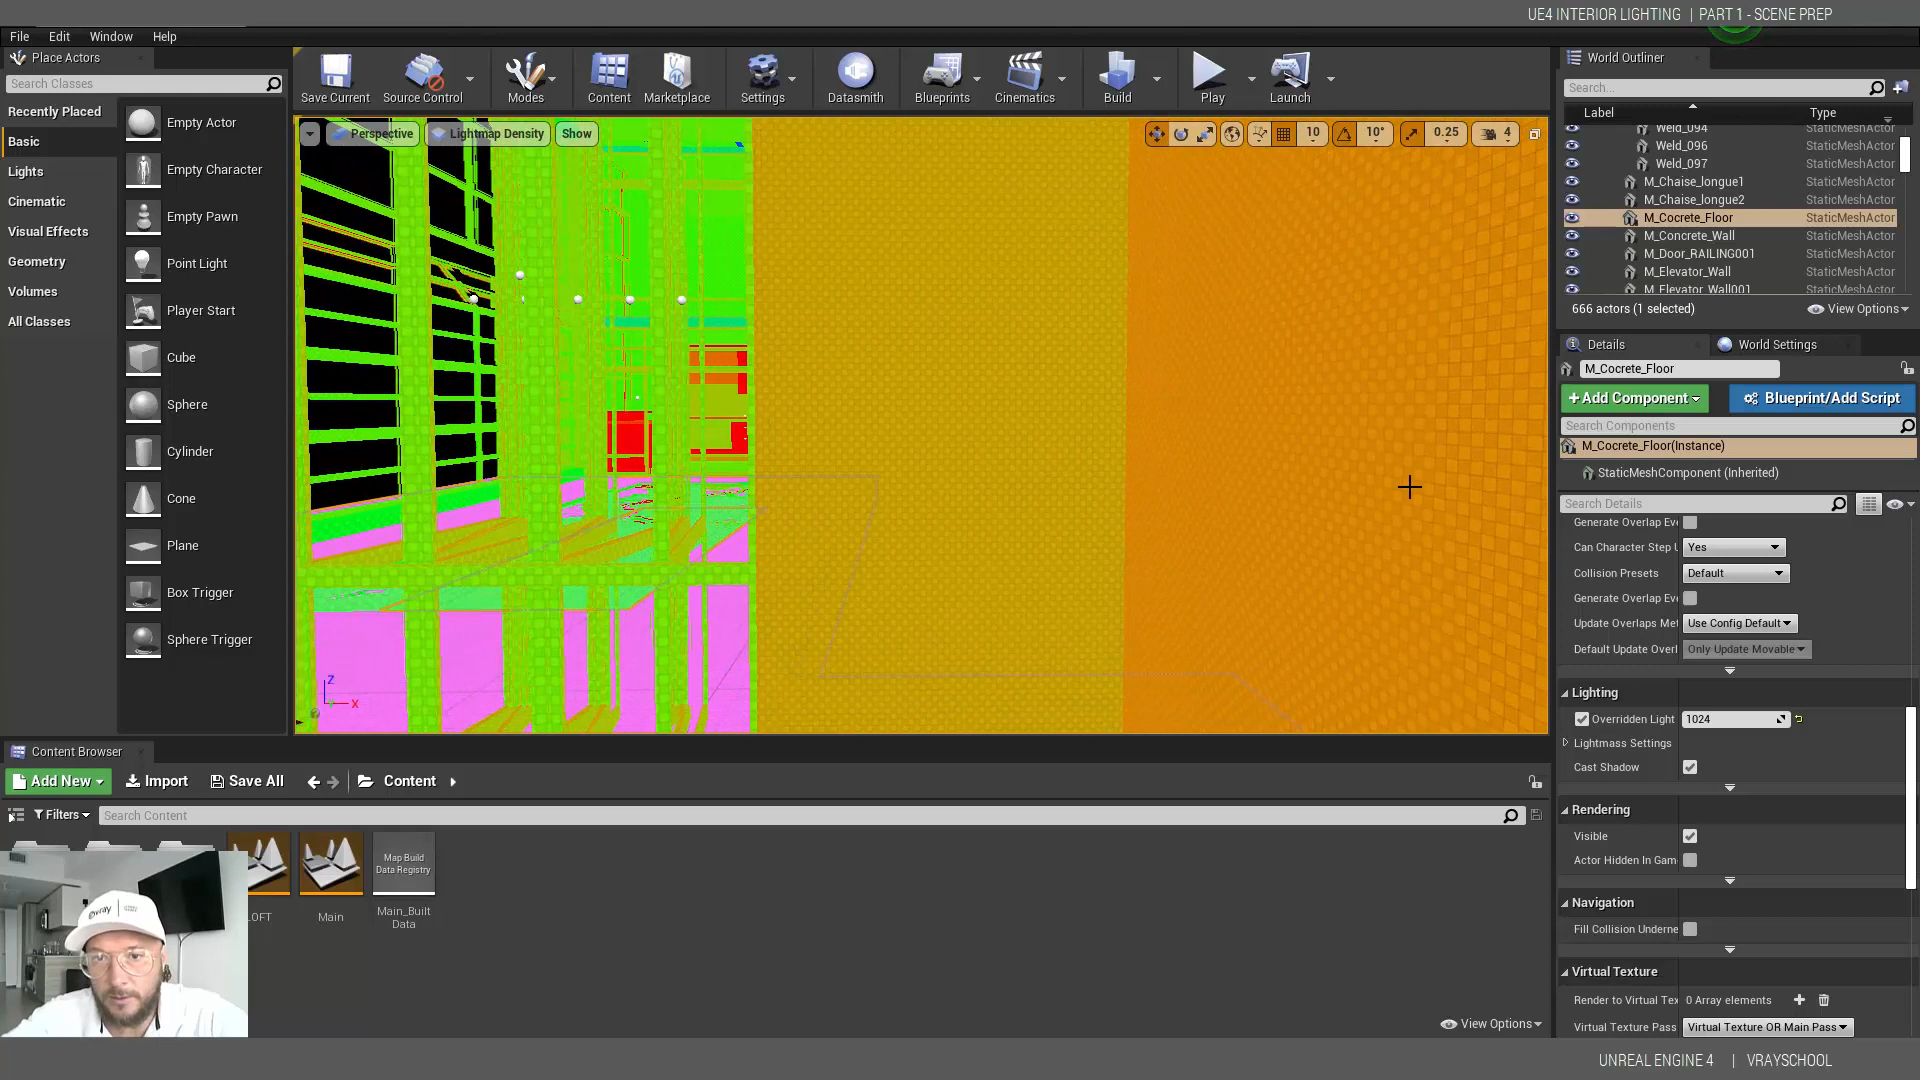 UE4 INTERIOR LIGHTING | PART 1 - SCENE PREP
File Edit Window Help
Place Actors
Search Classes
Recently Placed
Basic
Lights
Cinematic
Visual Effects
Geometry
Volumes
All Classes
Empty Actor
Empty Character
Empty Pawn
Point Light
Player Start
Cube
Sphere
Cylinder
Cone
Plane
Box Trigger
Sphere Trigger
Save Current
Source Control
Modes
Content
Marketplace
Settings
Datasmith
Blueprints
Cinematics
Build
Play
Launch
Perspective
Lightmap Density
Show
10
10°
0.25
4
Z
X
World Outliner
Search...
Label Type
Weld_094 StaticMeshActor
Weld_096 StaticMeshActor
Weld_097 StaticMeshActor
M_Chaise_longue1 StaticMeshActor
M_Chaise_longue2 StaticMeshActor
M_Cocrete_Floor StaticMeshActor
M_Concrete_Wall StaticMeshActor
M_Door_RAILING001 StaticMeshActor
M_Elevator_Wall StaticMeshActor
M_Elevator_Wall001 StaticMeshActor
666 actors (1 selected)
View Options
Details
World Settings
M_Cocrete_Floor
+Add Component
Blueprint/Add Script
Search Components
M_Cocrete_Floor(Instance)
StaticMeshComponent (Inherited)
Search Details
Generate Overlap Eve
Can Character Step U Yes
Collision Presets Default
Generate Overlap Eve
Update Overlaps Met Use Config Default
Default Update Overl Only Update Movable
Lighting
Overridden Light 1024
Lightmass Settings
Cast Shadow
Rendering
Visible
Actor Hidden In Gam
Navigation
Fill Collision Underne
Virtual Texture
Render to Virtual Tex 0 Array elements
Virtual Texture Pass Virtual Texture OR Main Pass
Content Browser
Add New
Import
Save All
Content
Filters
Search Content
LOFT
Main
Map Build
Data Registry
Main_Built
Data
View Options
UNREAL ENGINE 4 | VRAYSCHOOL